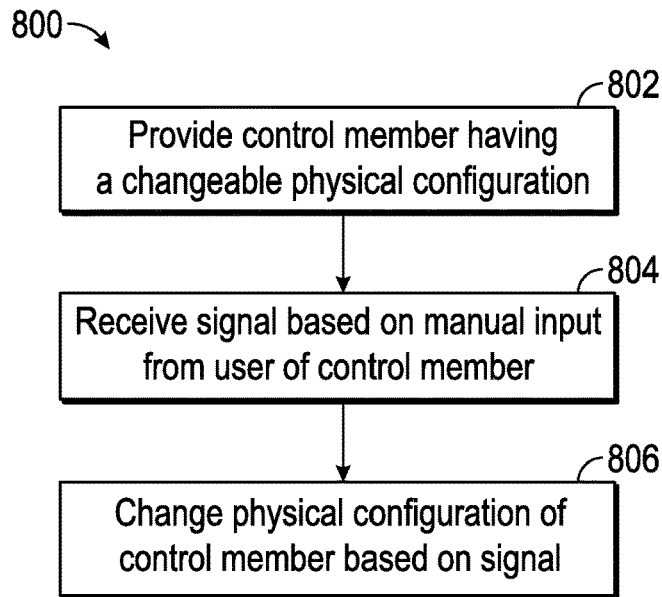 800
802
Provide control member having
a changeable physical configuration
804
Receive signal based on manual input
from user of control member
806
Change physical configuration of
control member based on signal